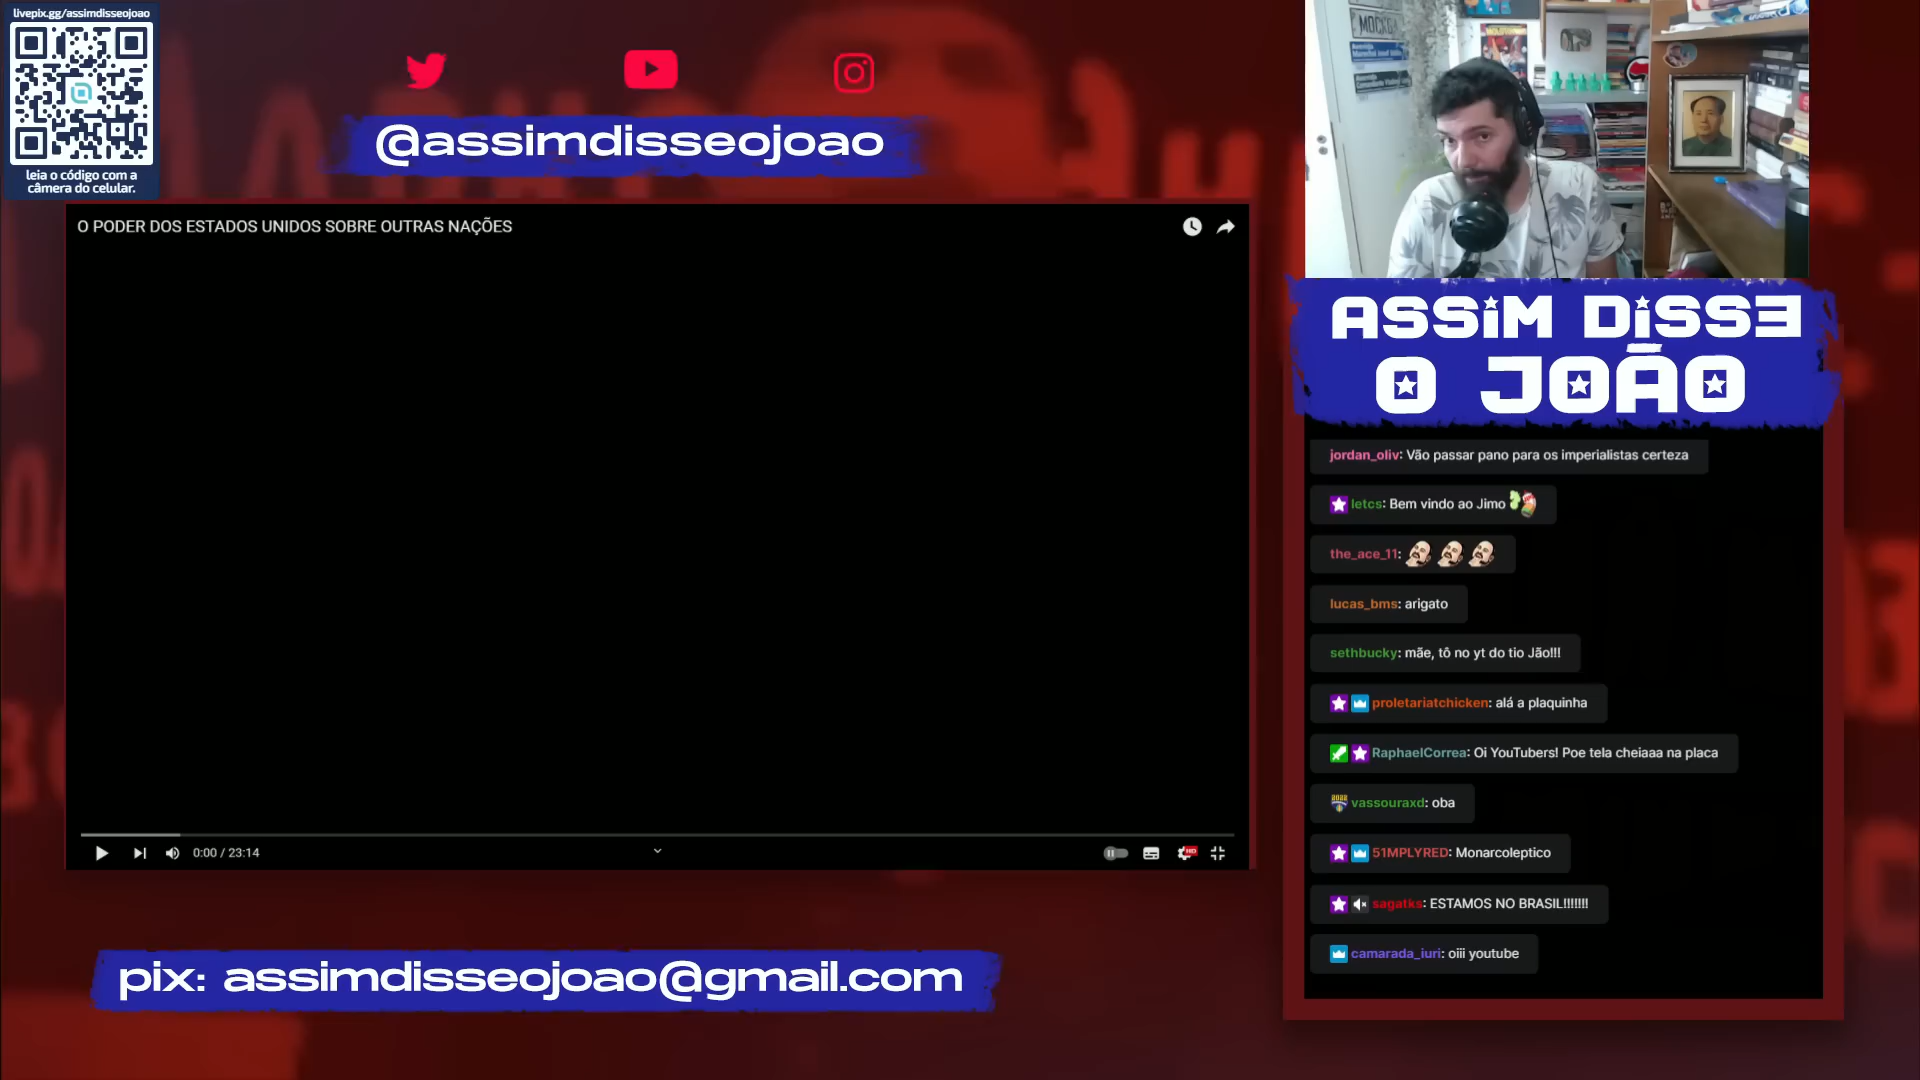 livepix.gg/assimdisseojoao
leia o código com a
câmera do celular.
@assimdisseojoao
O PODER DOS ESTADOS UNIDOS SOBRE OUTRAS NAÇÕES
0:00 / 23:14
HD
pix: assimdisseojoao@gmail.com
ASSIM DISSE
O JOÃO
jordan_oliv: Vão passar pano para os imperialistas certeza
letcs: Bem vindo ao Jimo
the_ace_11:
lucas_bms: arigato
sethbucky: mãe, tô no yt do tio Jão!!!
proletariatchicken: alá a plaquinha
RaphaelCorrea: Oi YouTubers! Poe tela cheiaaa na placa
vassouraxd: oba
51MPLYRED: Monarcoleptico
sagatks: ESTAMOS NO BRASIL!!!!!!!
camarada_iuri: oiii youtube